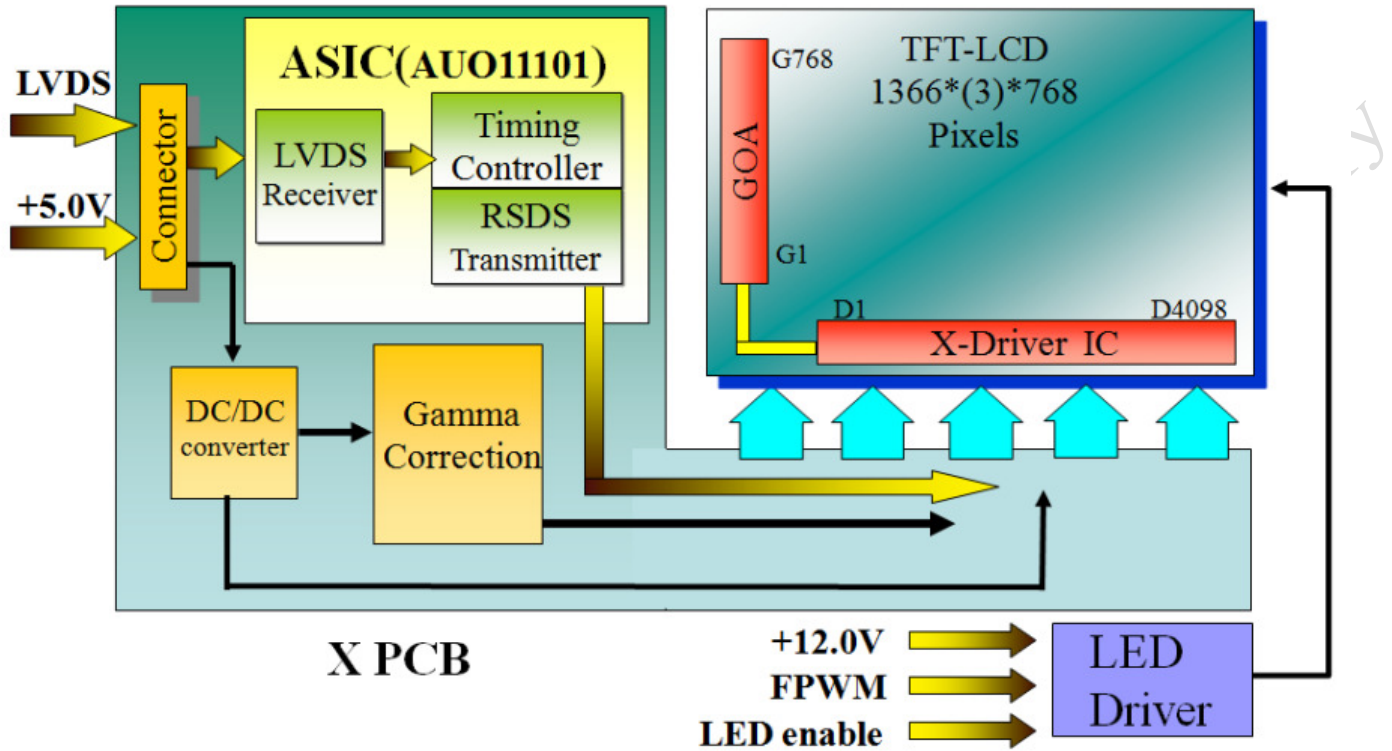 ASIC(AUO11101)
LVDS
+5.0V
Connector
LVDS
Receiver
Timing
Controller
RSDS
Transmitter
DC/DC
converter
Gamma
Correction
X PCB
TFT-LCD
1366*(3)*768
Pixels
G768
GOA
G1
D1
D4098
X-Driver IC
+12.0V
FPWM
LED enable
LED
Driver